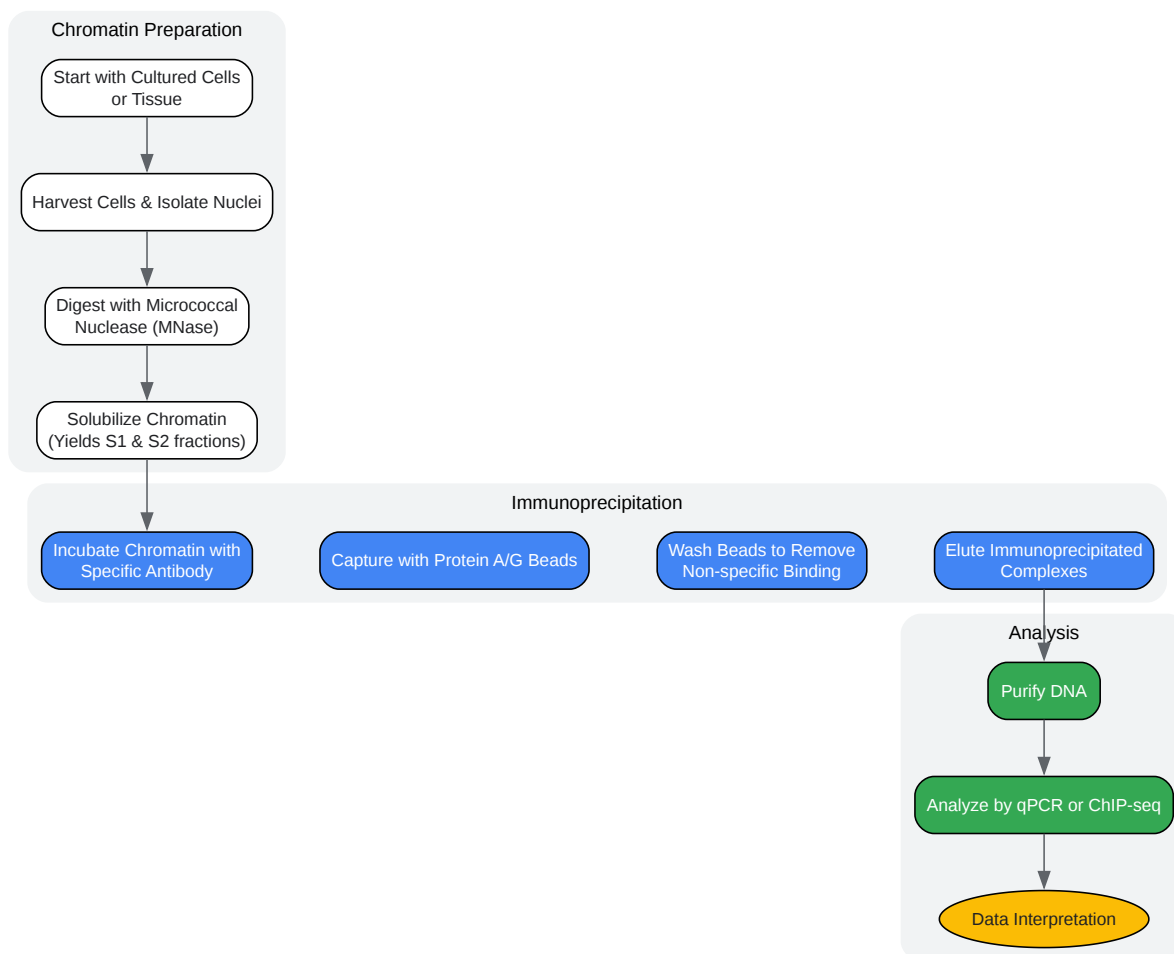 Chromatin Preparation
Start with Cultured Cells
or Tissue
Harvest Cells & Isolate Nuclei
Digest with Micrococcal
Nuclease (MNase)
Solubilize Chromatin
(Yields S1 & S2 fractions)
Immunoprecipitation
Incubate Chromatin with
Specific Antibody
Capture with Protein A/G Beads
Wash Beads to Remove
Non-specific Binding
Elute Immunoprecipitated
Complexes
Analysis
Purify DNA
Analyze by qPCR or ChIP-seq
Data Interpretation